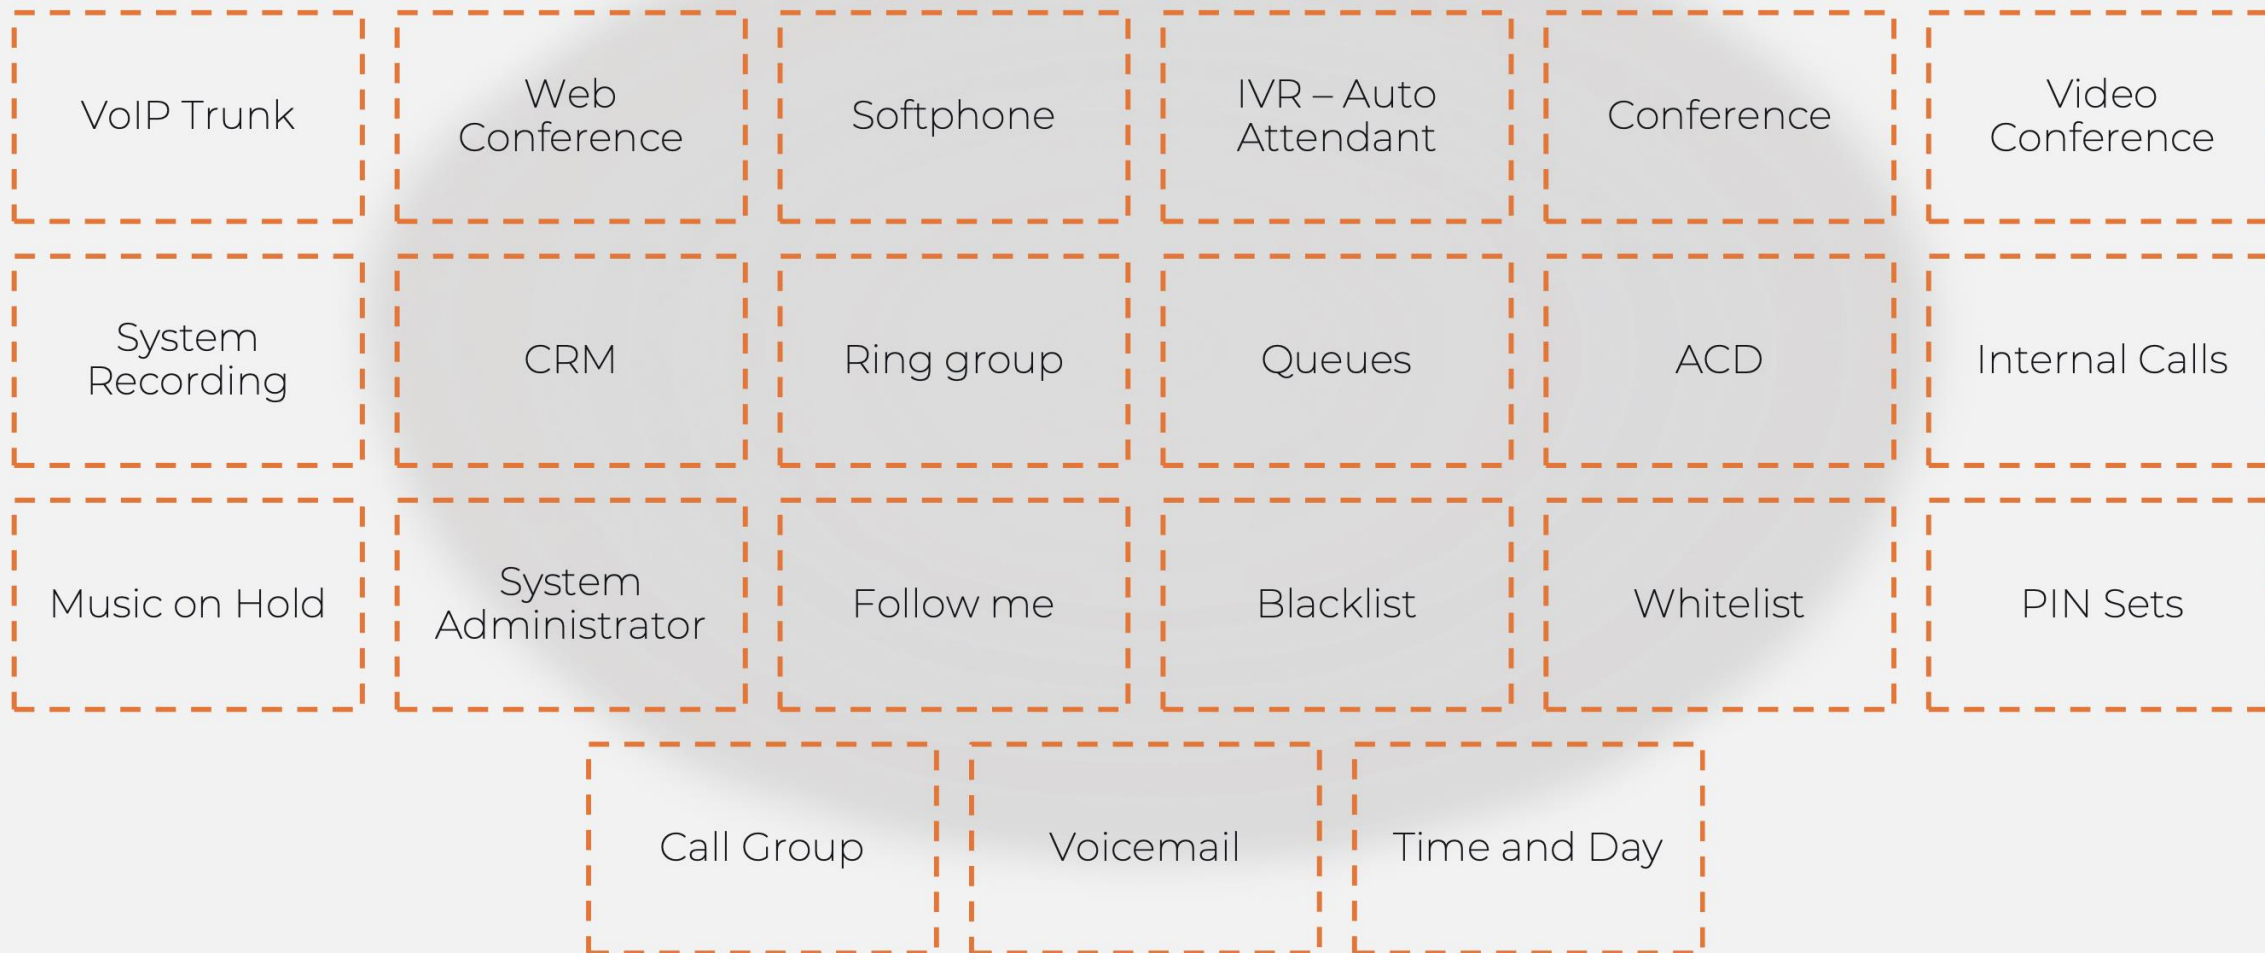 VoIP Trunk
Web
Conference
Softphone
IVR – Auto
Attendant
Conference
Video
Conference
System
Recording
CRM
Ring group
Queues
ACD
Internal Calls
Music on Hold
System
Administrator
Follow me
Blacklist
Whitelist
PIN Sets
Call Group
Voicemail
Time and Day